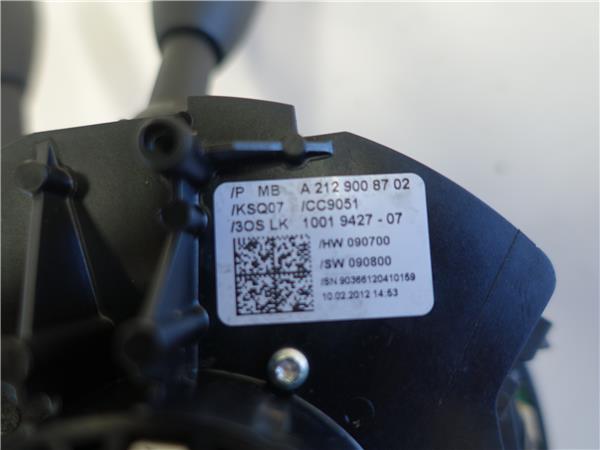 /P MB A 212 900 87 02
/KSQ07 /CC9051
/3OS LK 1001 9427 - 07
/HW 090700
/SW 090800
/SN 90366120410159
10.02.2012 14:53